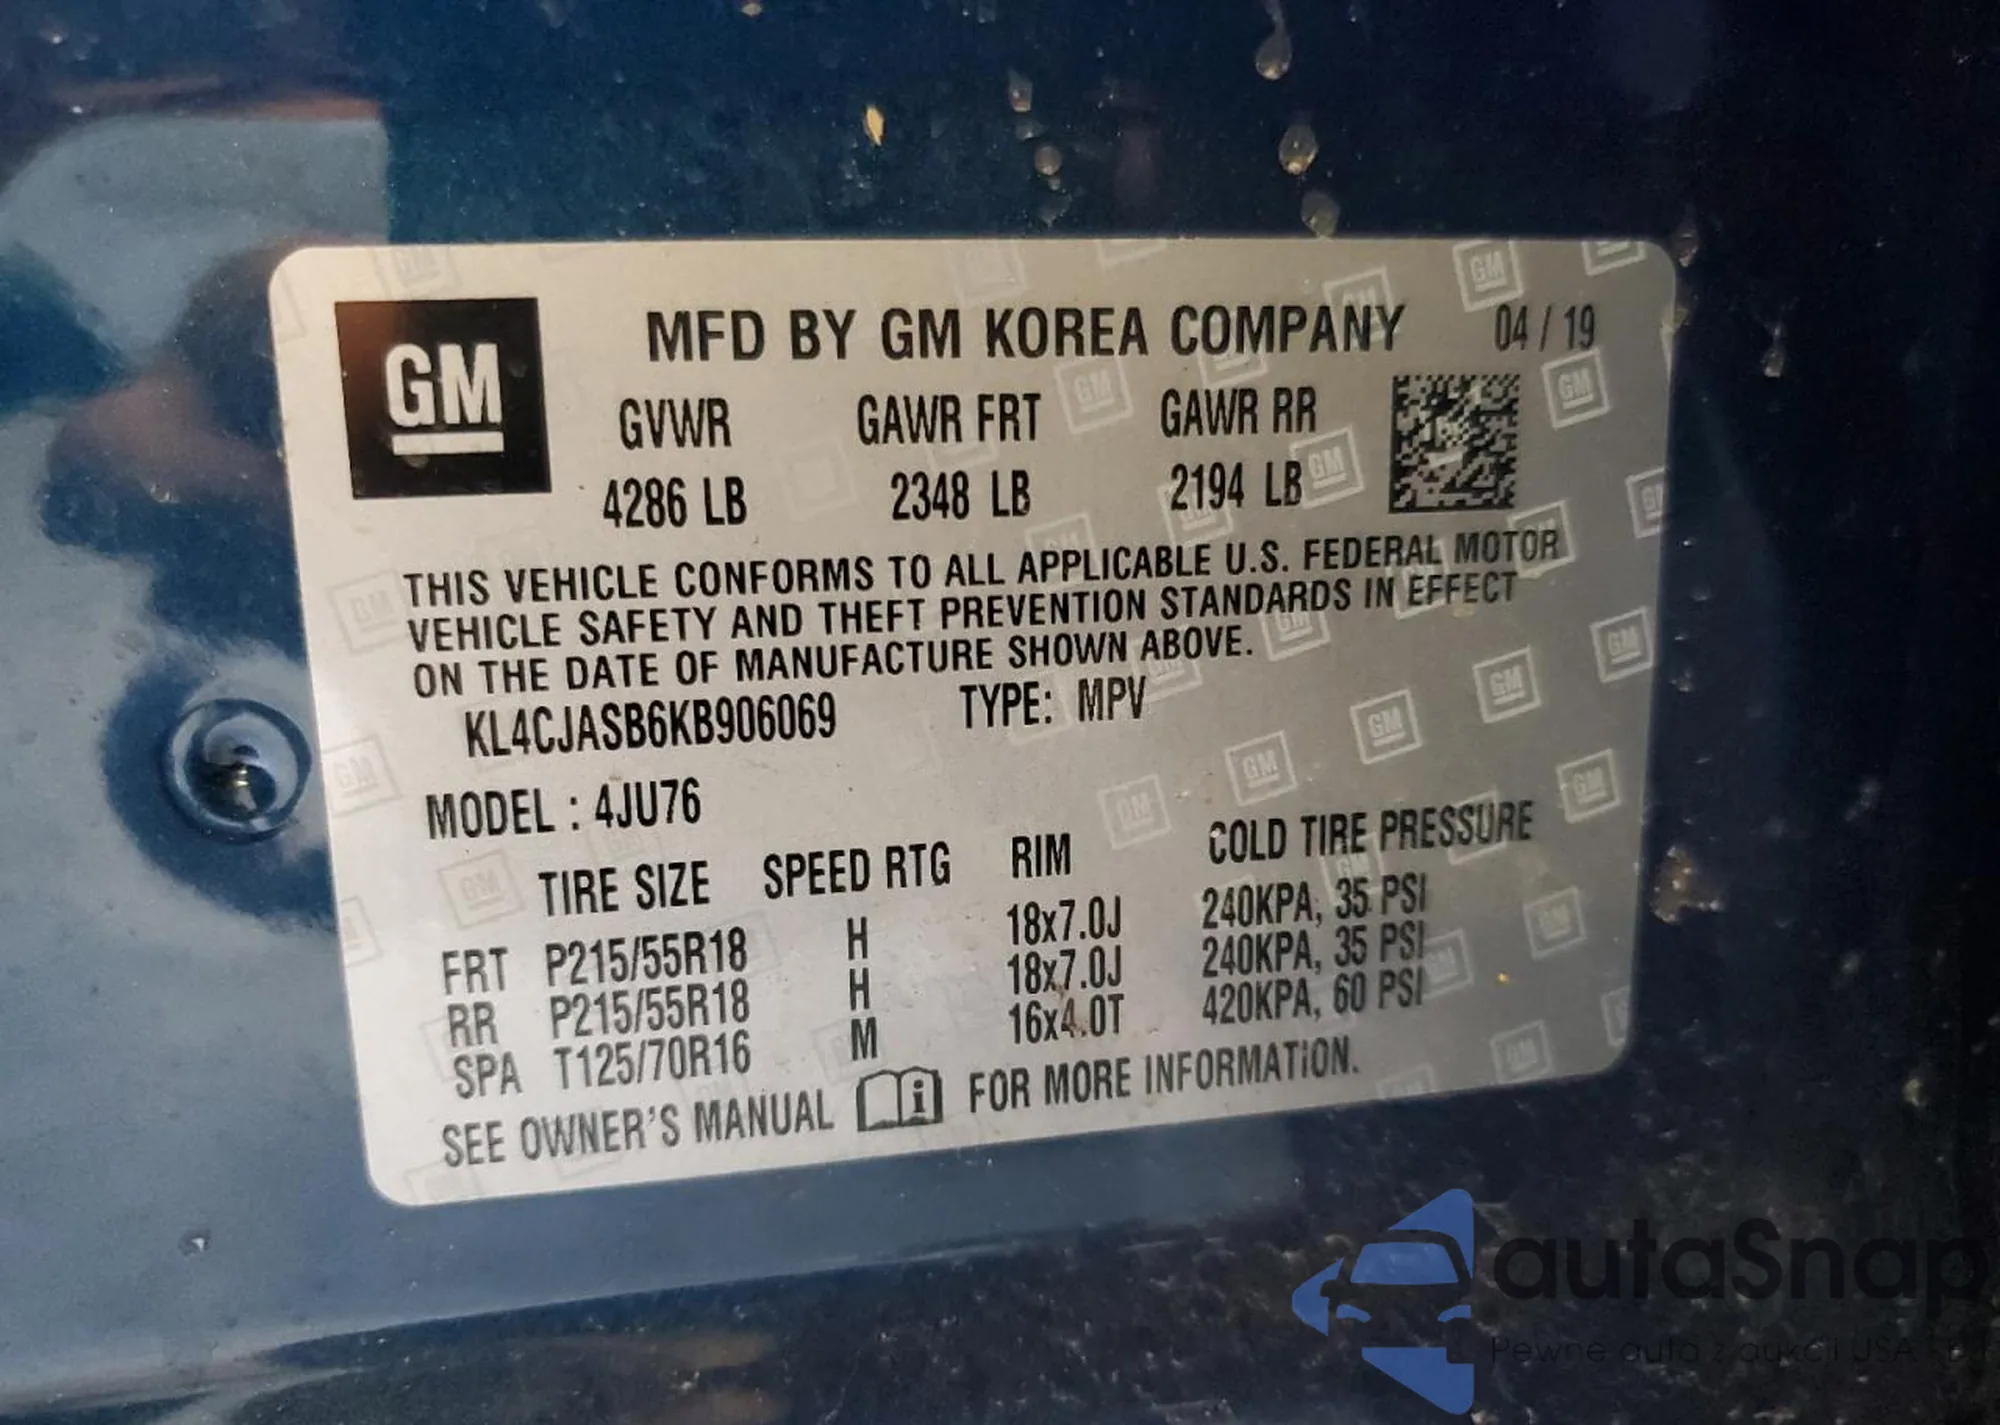 GM
MFD BY GM KOREA COMPANY 04 / 19
GVWR GAWR FRT GAWR RR
4286 LB 2348 LB 2194 LB
THIS VEHICLE CONFORMS TO ALL APPLICABLE U.S. FEDERAL MOTOR
VEHICLE SAFETY AND THEFT PREVENTION STANDARDS IN EFFECT
ON THE DATE OF MANUFACTURE SHOWN ABOVE.
KL4CJASB6KB906069 TYPE: MPV
MODEL : 4JU76
TIRE SIZE SPEED RTG RIM COLD TIRE PRESSURE
FRT P215/55R18 H 18x7.0J 240KPA, 35 PSI
RR P215/55R18 H 18x7.0J 240KPA, 35 PSI
SPA T125/70R16 M 16x4.0T 420KPA, 60 PSI
SEE OWNER'S MANUAL FOR MORE INFORMATION.
autaSnap
Pewne auta z aukcji USA